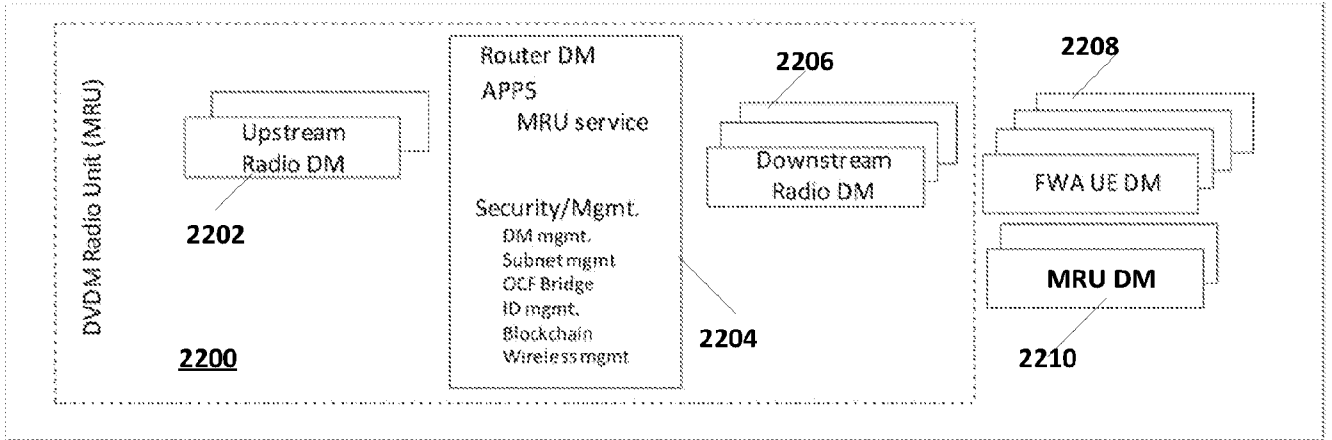 DVDM Radio Unit (MRU)
Upstream
Radio DM
2202
2200
Router DM
APPS
MRU service
Security/Mgmt.
DM mgmt.
Subnet mgmt
OCF Bridge
ID mgmt.
Blockchain
Wireless mgmt
2204
2206
Downstream
Radio DM
2208
FWA UE DM
MRU DM
2210